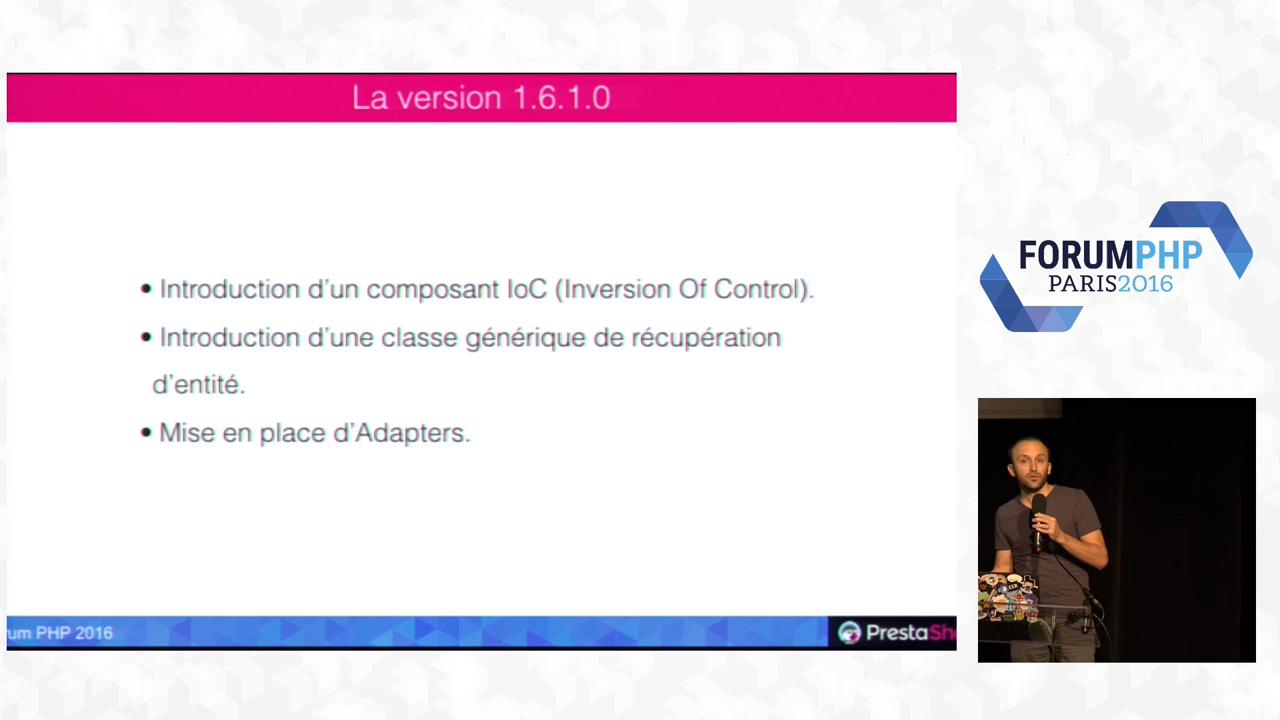 La version 1.6.1.0
• Introduction d'un composant IoC (Inversion Of Control).
• Introduction d'une classe générique de récupération
d'entité.
• Mise en place d'Adapters.
um PHP 2016
PrestaSh
FORUMPHP
PARIS2016